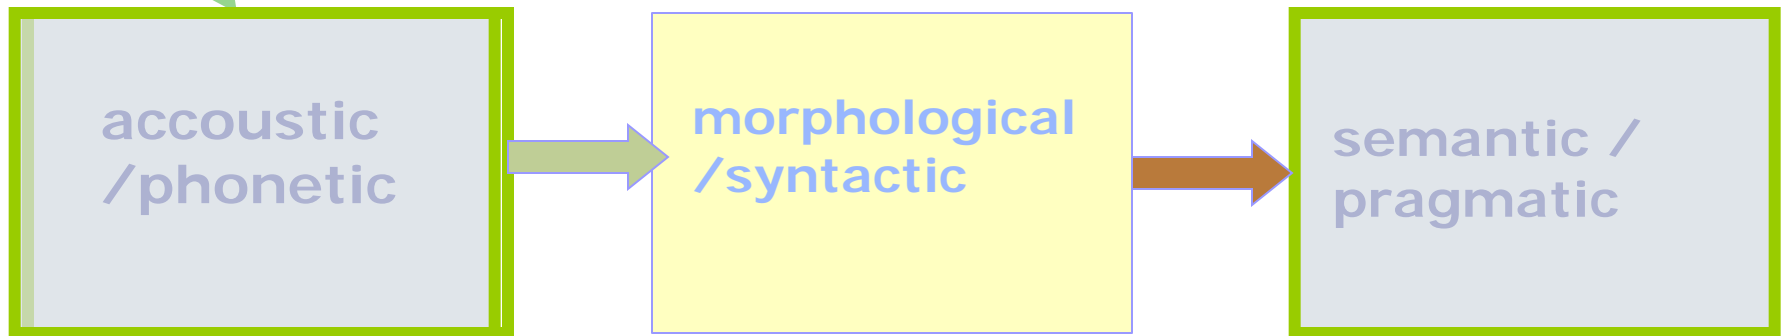 accoustic
/phonetic
morphological
/syntactic
semantic /
pragmatic